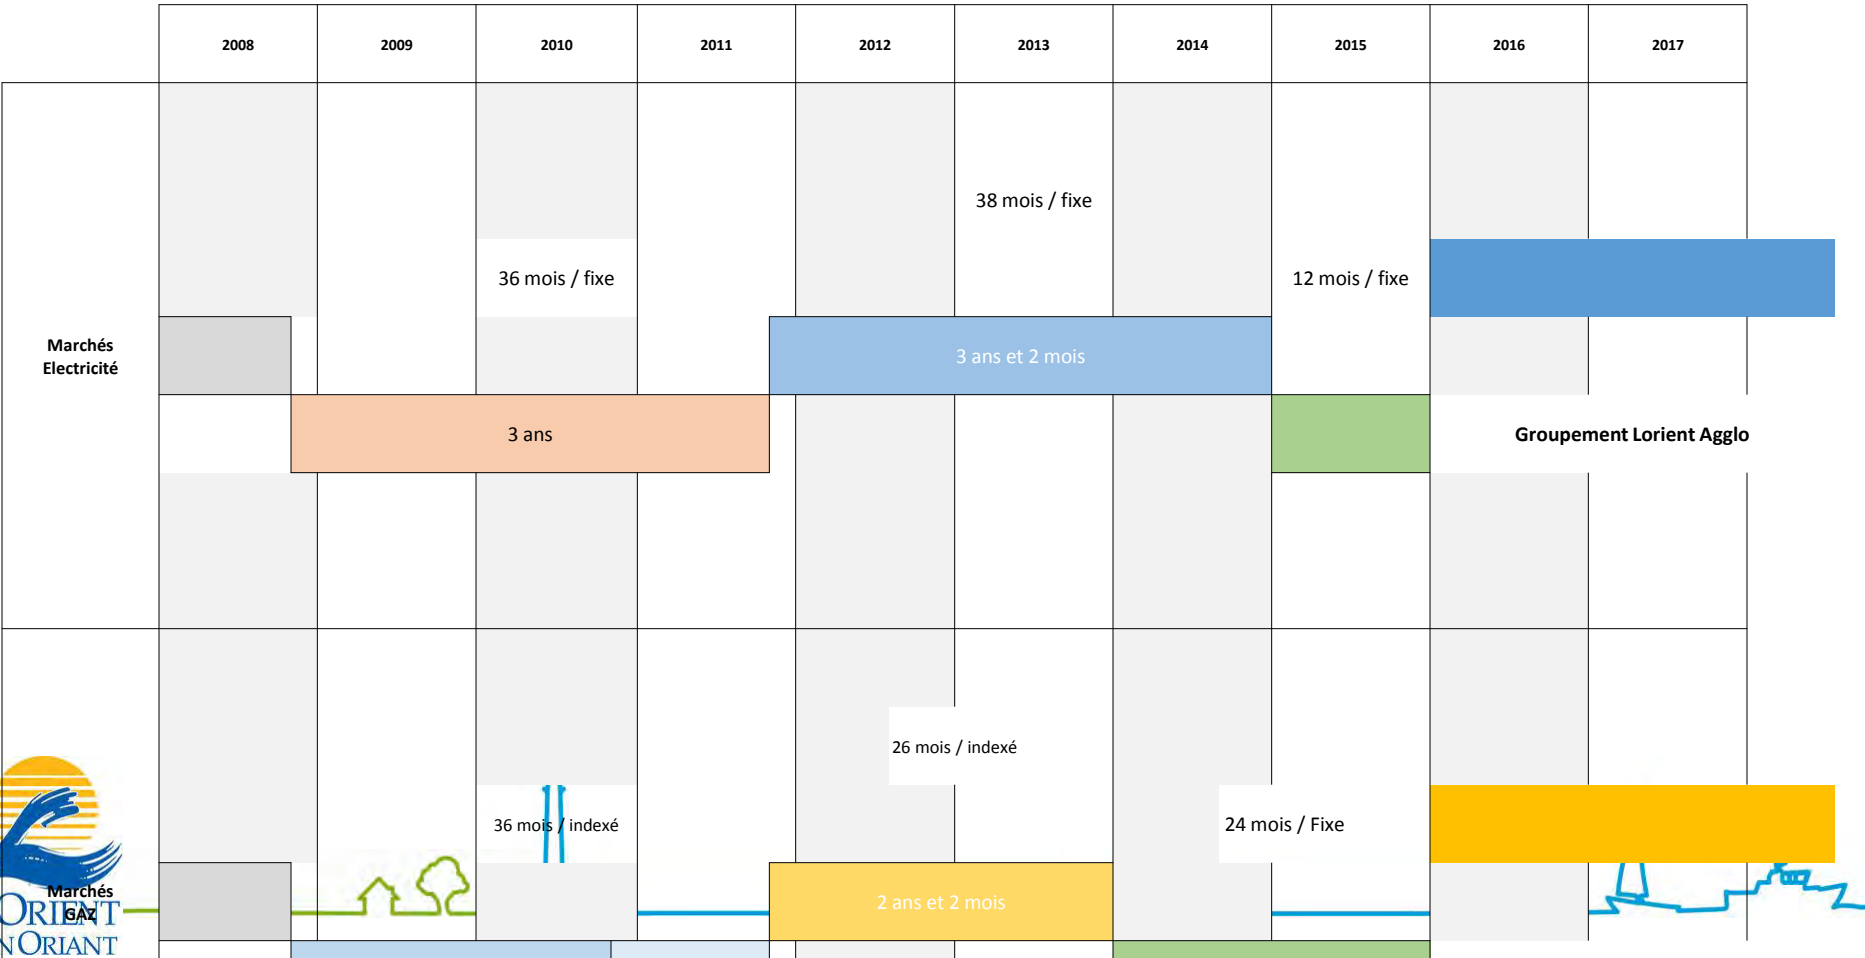 2008 2009 2010 2011 2012 2013 2014 2015 2016 2017
38 mois / fixe
36 mois / fixe
12 mois / fixe
Marchés
Electricité
3 ans et 2 mois
3 ans
Groupement Lorient Agglo
26 mois / indexé
36 mois / indexé
24 mois / Fixe
Marchés
GAZ
2 ans et 2 mois
ORIENT
N ORIANT